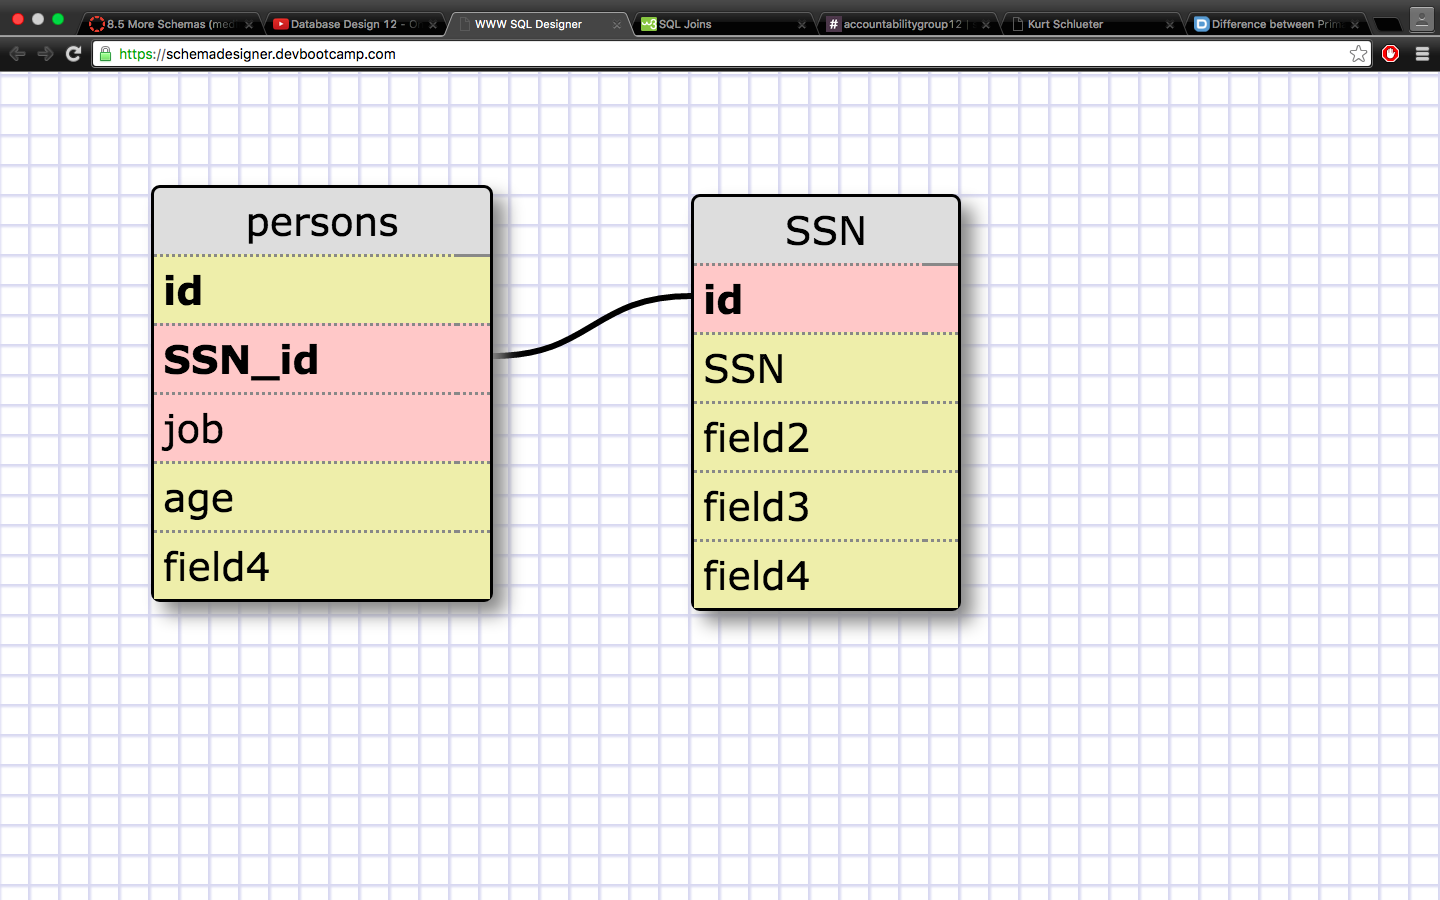 8.5 More Schemas (med
Database Design 12 - On
WWW SQL Designer
SQL Joins
accountabilitygroup12 | s
Kurt Schlueter
Difference between Prim
https://schemadesigner.devbootcamp.com
persons
id
SSN_id
job
age
field4
SSN
id
SSN
field2
field3
field4